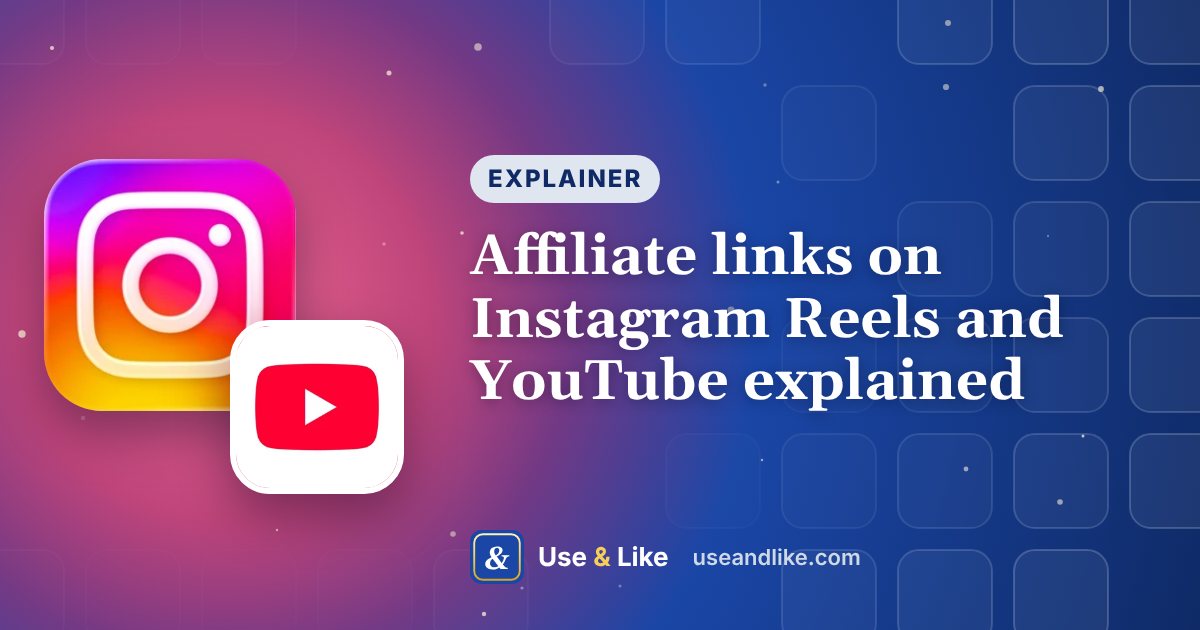 EXPLAINER
Affiliate links on
Instagram Reels and
YouTube explained
& Use & Like useandlike.com